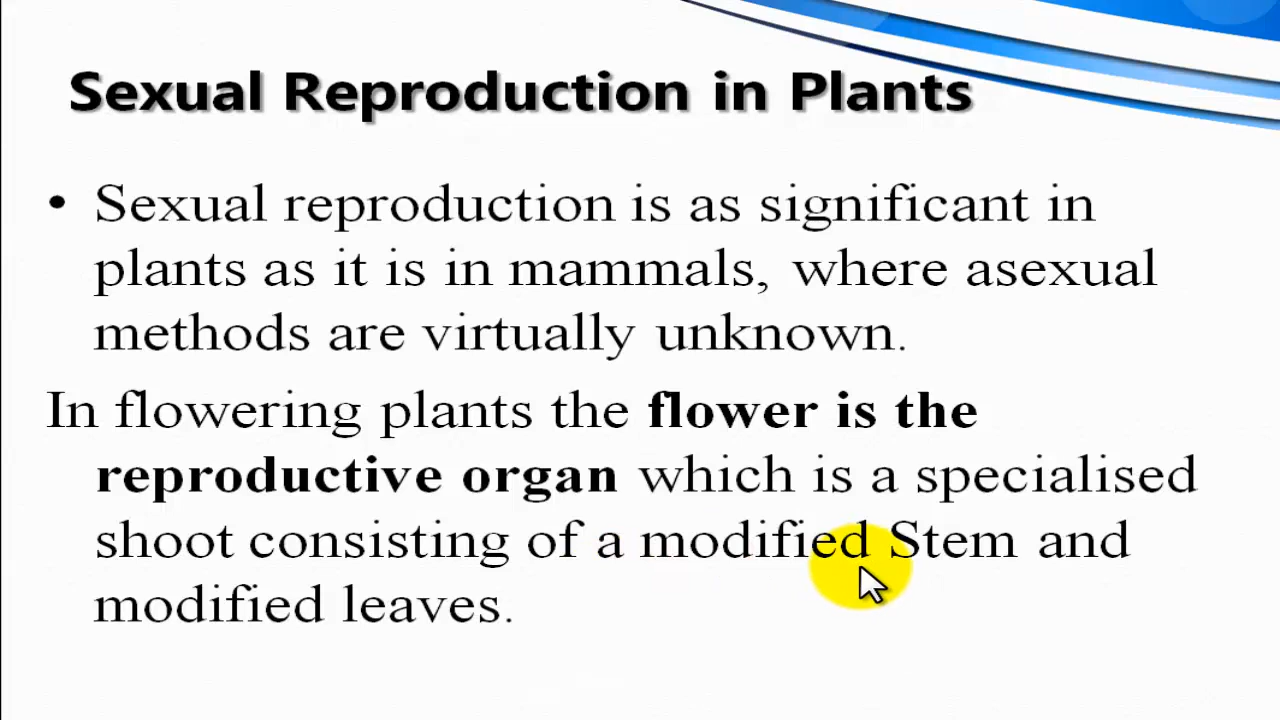 Sexual Reproduction in Plants
• Sexual reproduction is as significant in
plants as it is in mammals, where asexual
methods are virtually unknown.
In flowering plants the flower is the
reproductive organ which is a specialised
shoot consisting of a modified Stem and
modified leaves.